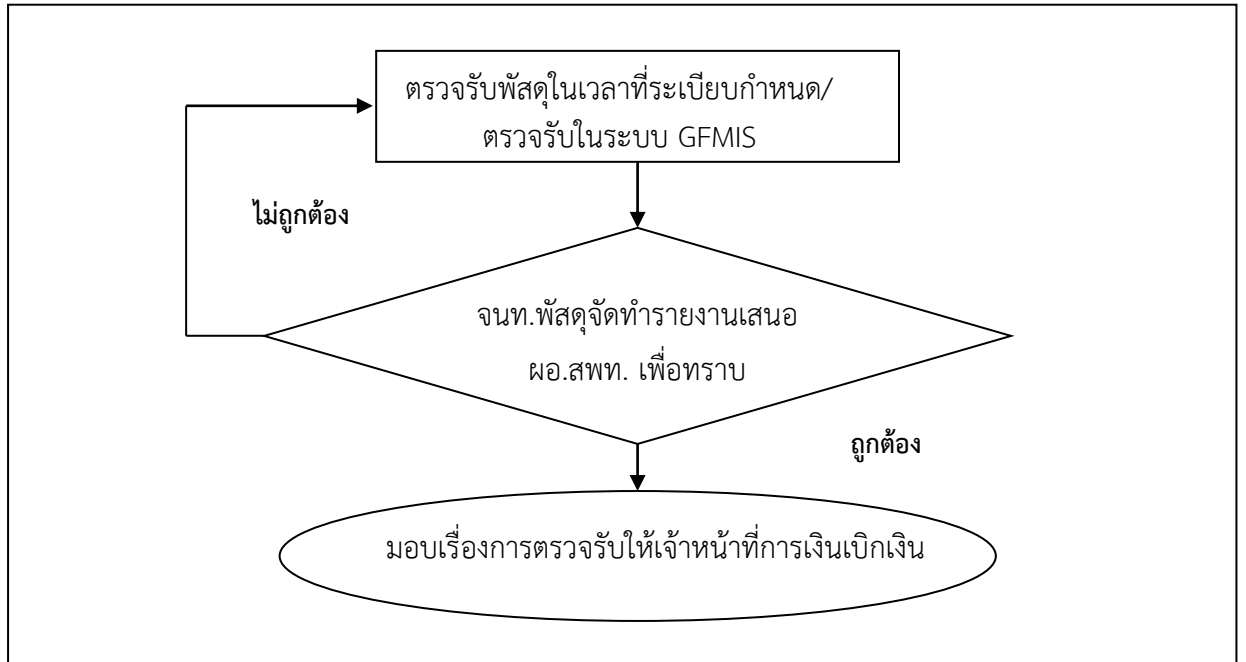 ตรวจรับพัสดุในเวลาที่ระเบียบกำหนด/
ตรวจรับในระบบ GFMIS
ไม่ถูกต้อง
จนท.พัสดุจัดทำรายงานเสนอ
ผอ.สพท. เพื่อทราบ
ถูกต้อง
มอบเรื่องการตรวจรับให้เจ้าหน้าที่การเงินเบิกเงิน